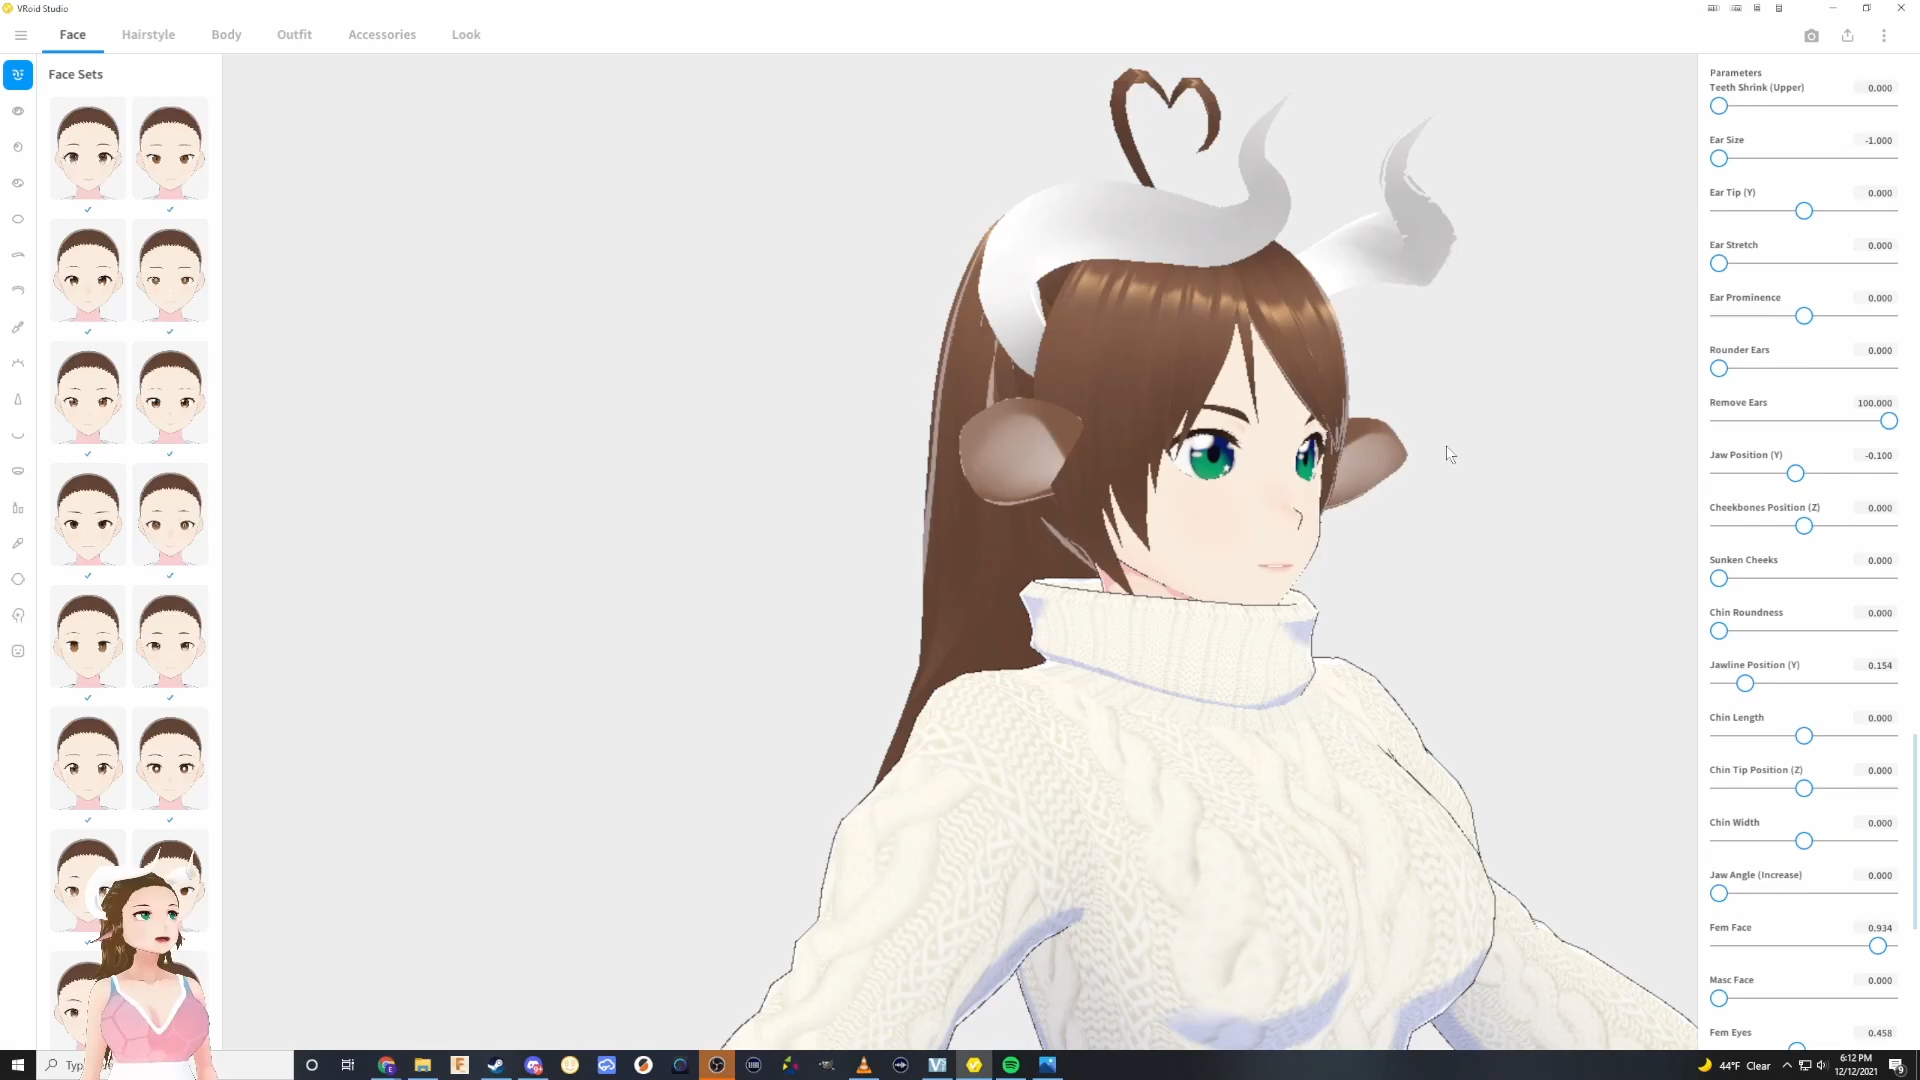 VRoid Studio
Face
Hairstyle
Body
Outfit
Accessories
Look
Face Sets
Parameters
Teeth Shrink (Upper) 0.000
Ear Size -1.000
Ear Tip (Y) 0.000
Ear Stretch 0.000
Ear Prominence 0.000
Rounder Ears 0.000
Remove Ears 100.000
Jaw Position (Y) -0.100
Cheekbones Position (Z) 0.000
Sunken Cheeks 0.000
Chin Roundness 0.000
Jawline Position (Y) 0.154
Chin Length 0.000
Chin Tip Position (Z) 0.000
Chin Width 0.000
Jaw Angle (Increase) 0.000
Fem Face 0.934
Masc Face 0.000
Fem Eyes 0.458
44°F Clear
6:12 PM
12/12/2021